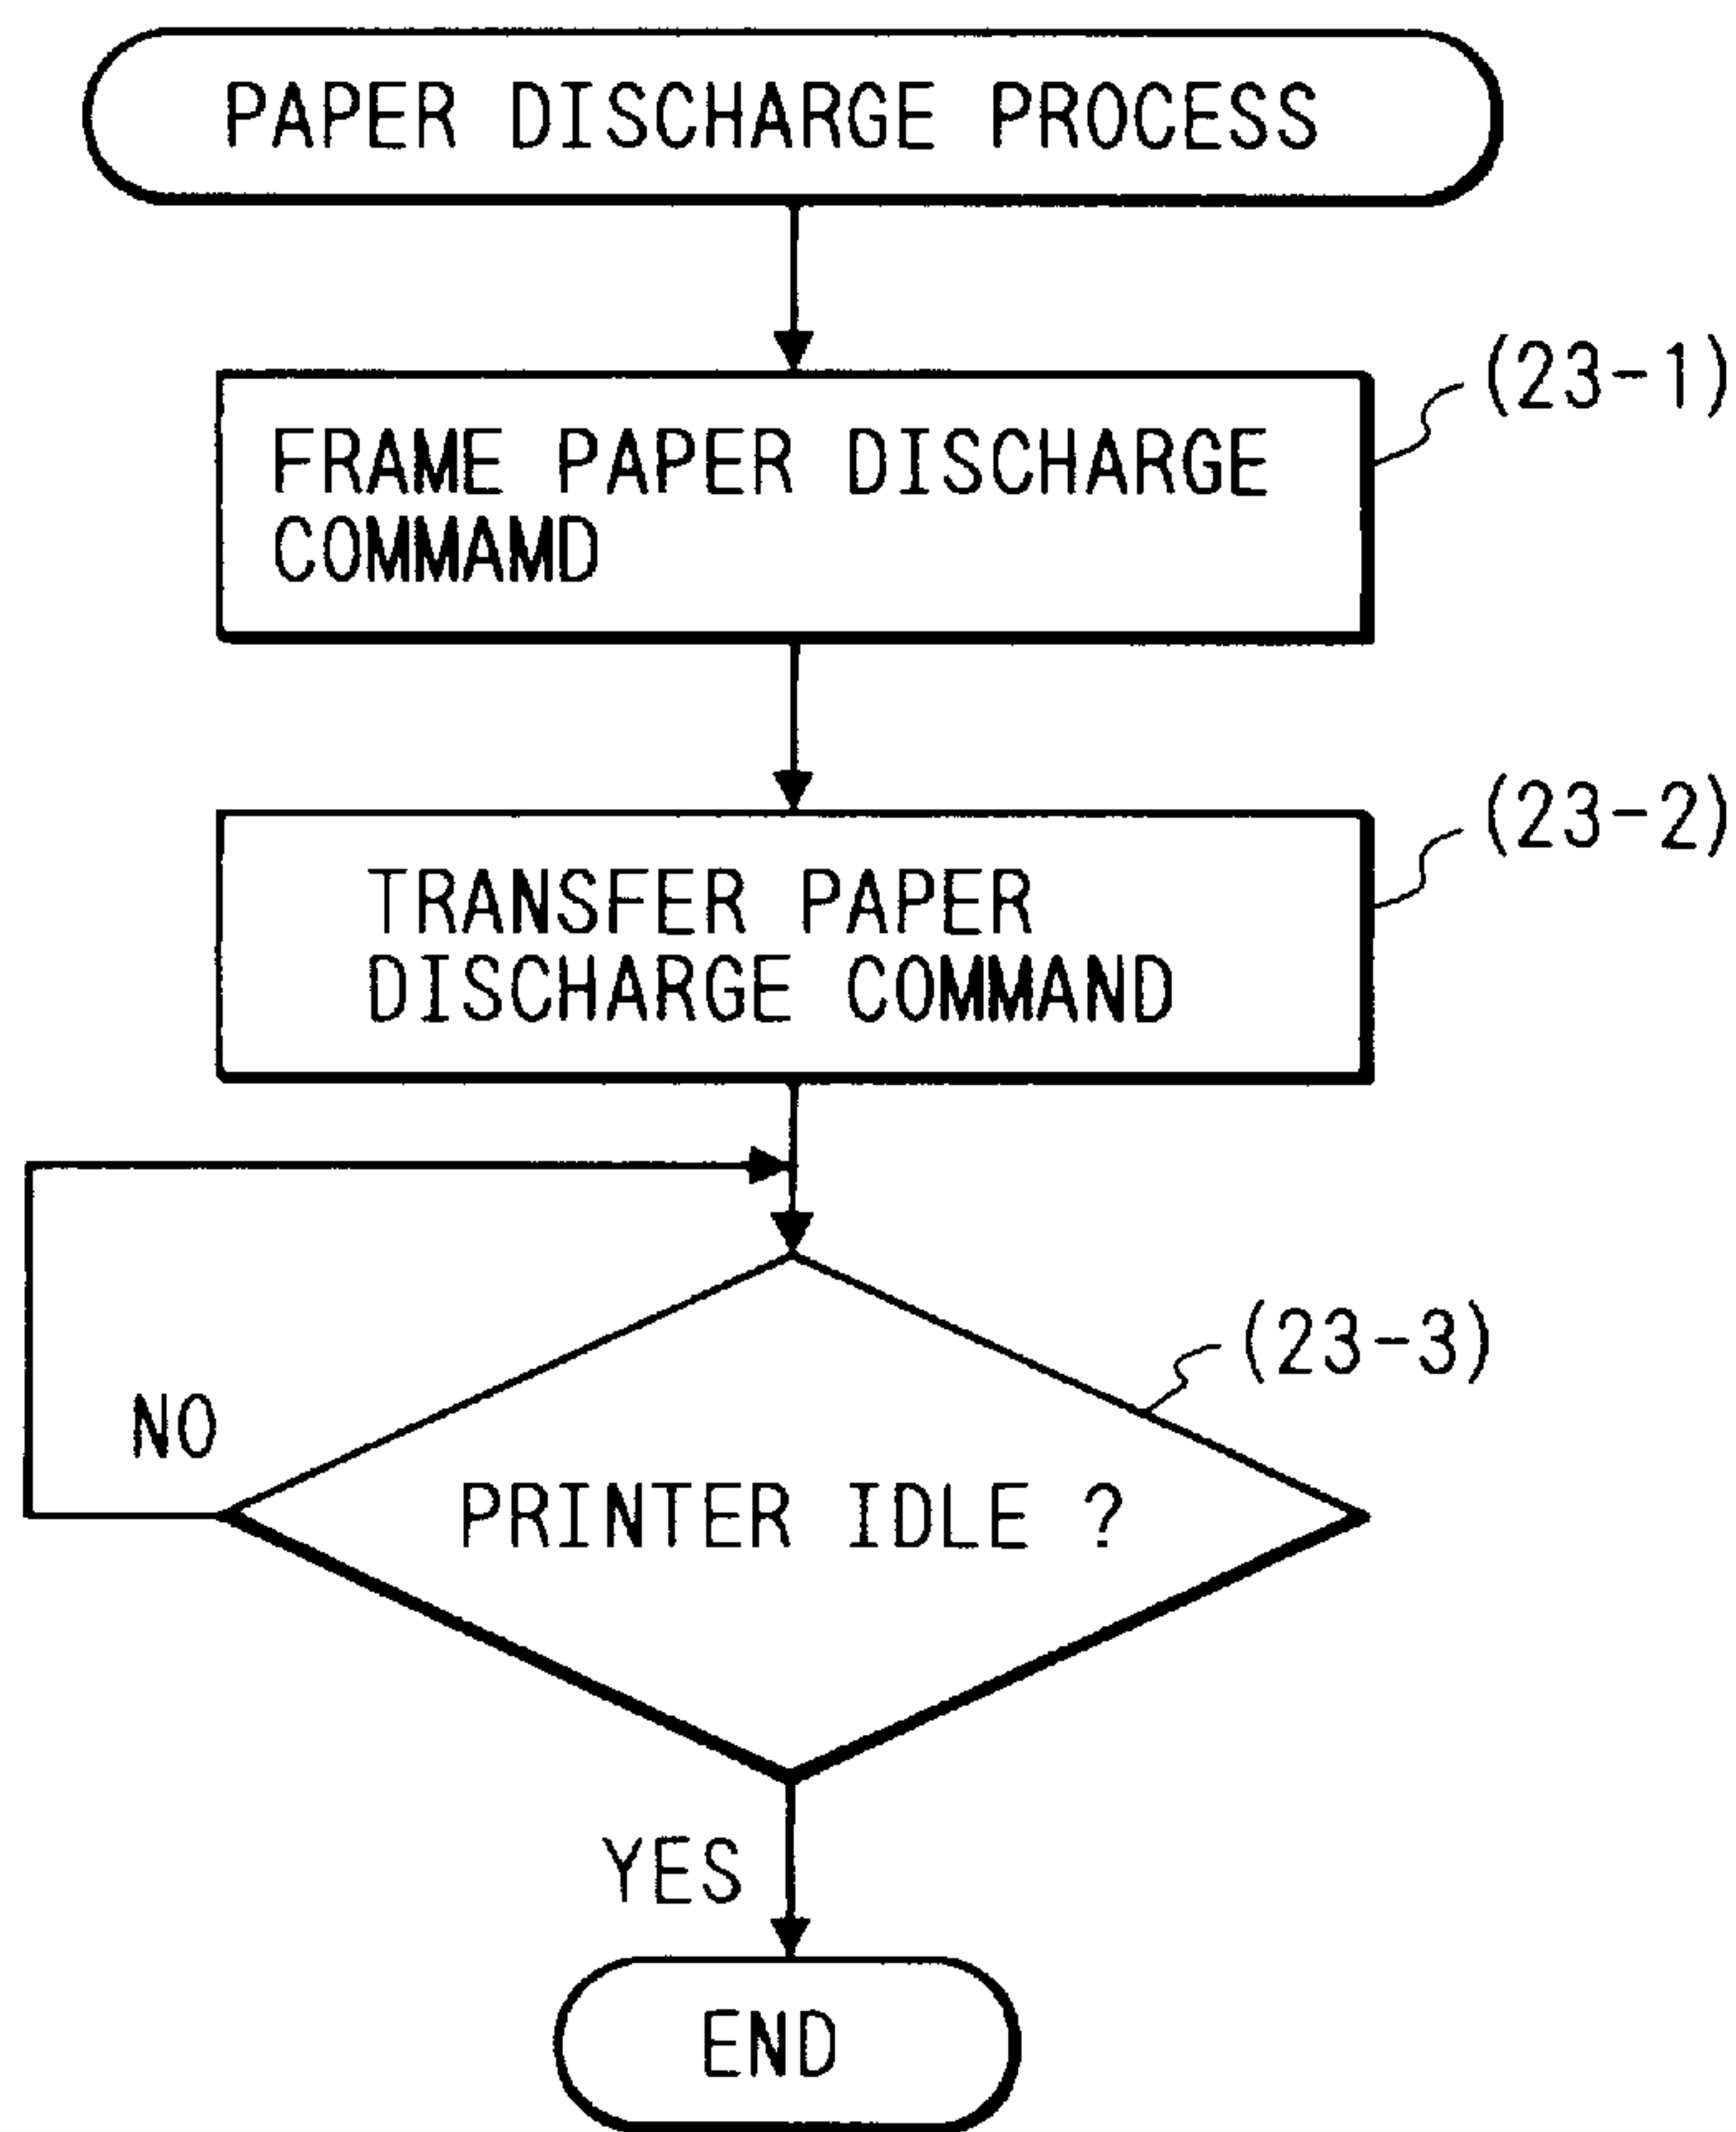 PAPER DISCHARGE PROCESS
(23-1)
FRAME PAPER DISCHARGE
COMMAMD
(23-2)
TRANSFER PAPER
DISCHARGE COMMAND
(23-3)
NO
PRINTER IDLE ?
YES
END